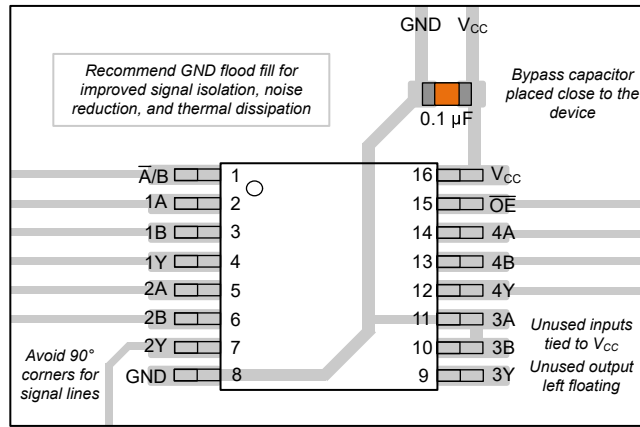 GND V_CC
Recommend GND flood fill for
improved signal isolation, noise
reduction, and thermal dissipation
Bypass capacitor
placed close to the
device
0.1 μF
A̅/B 1 16 V_CC
1A 2 15 O̅E̅
1B 3 14 4A
1Y 4 13 4B
2A 5 12 4Y
2B 6 11 3A
2Y 7 10 3B
GND 8 9 3Y
Avoid 90°
corners for
signal lines
Unused inputs
tied to V_CC
Unused output
left floating